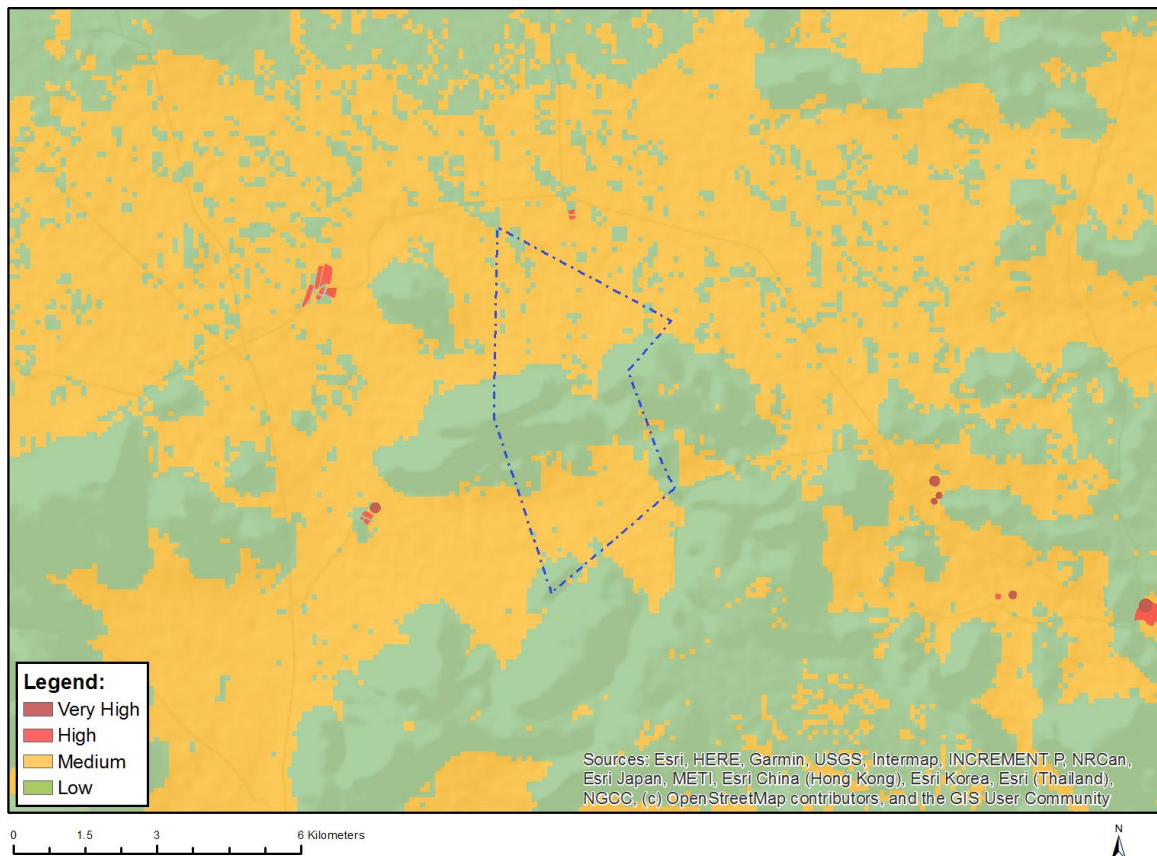 Legend:
Very High
High
Medium
Low
Sources: Esri, HERE, Garmin, USGS, Intermap, INCREMENT P, NRCan,
Esri Japan, METI, Esri China (Hong Kong), Esri Korea, Esri (Thailand),
NGCC, (c) OpenStreetMap contributors, and the GIS User Community
0 1.5 3 6 Kilometers
N